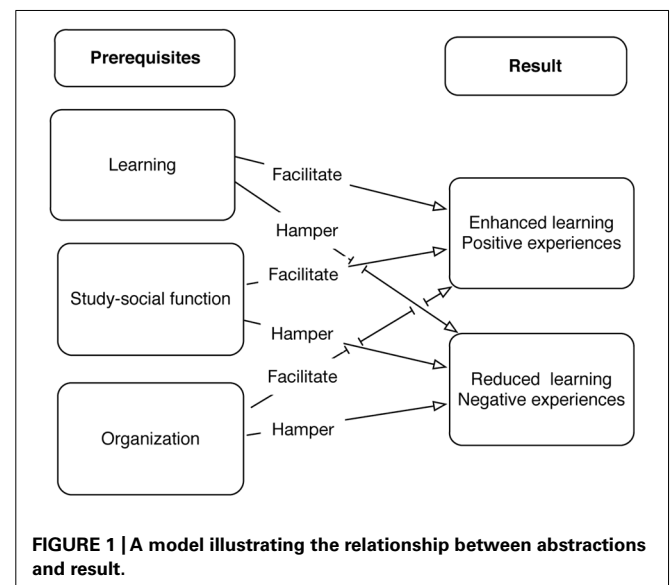 Prerequisites
Result
Learning
Facilitate
Hamper
Enhanced learning
Positive experiences
Study-social function
Facilitate
Hamper
Reduced learning
Negative experiences
Organization
Facilitate
Hamper
FIGURE 1 | A model illustrating the relationship between abstractions
and result.